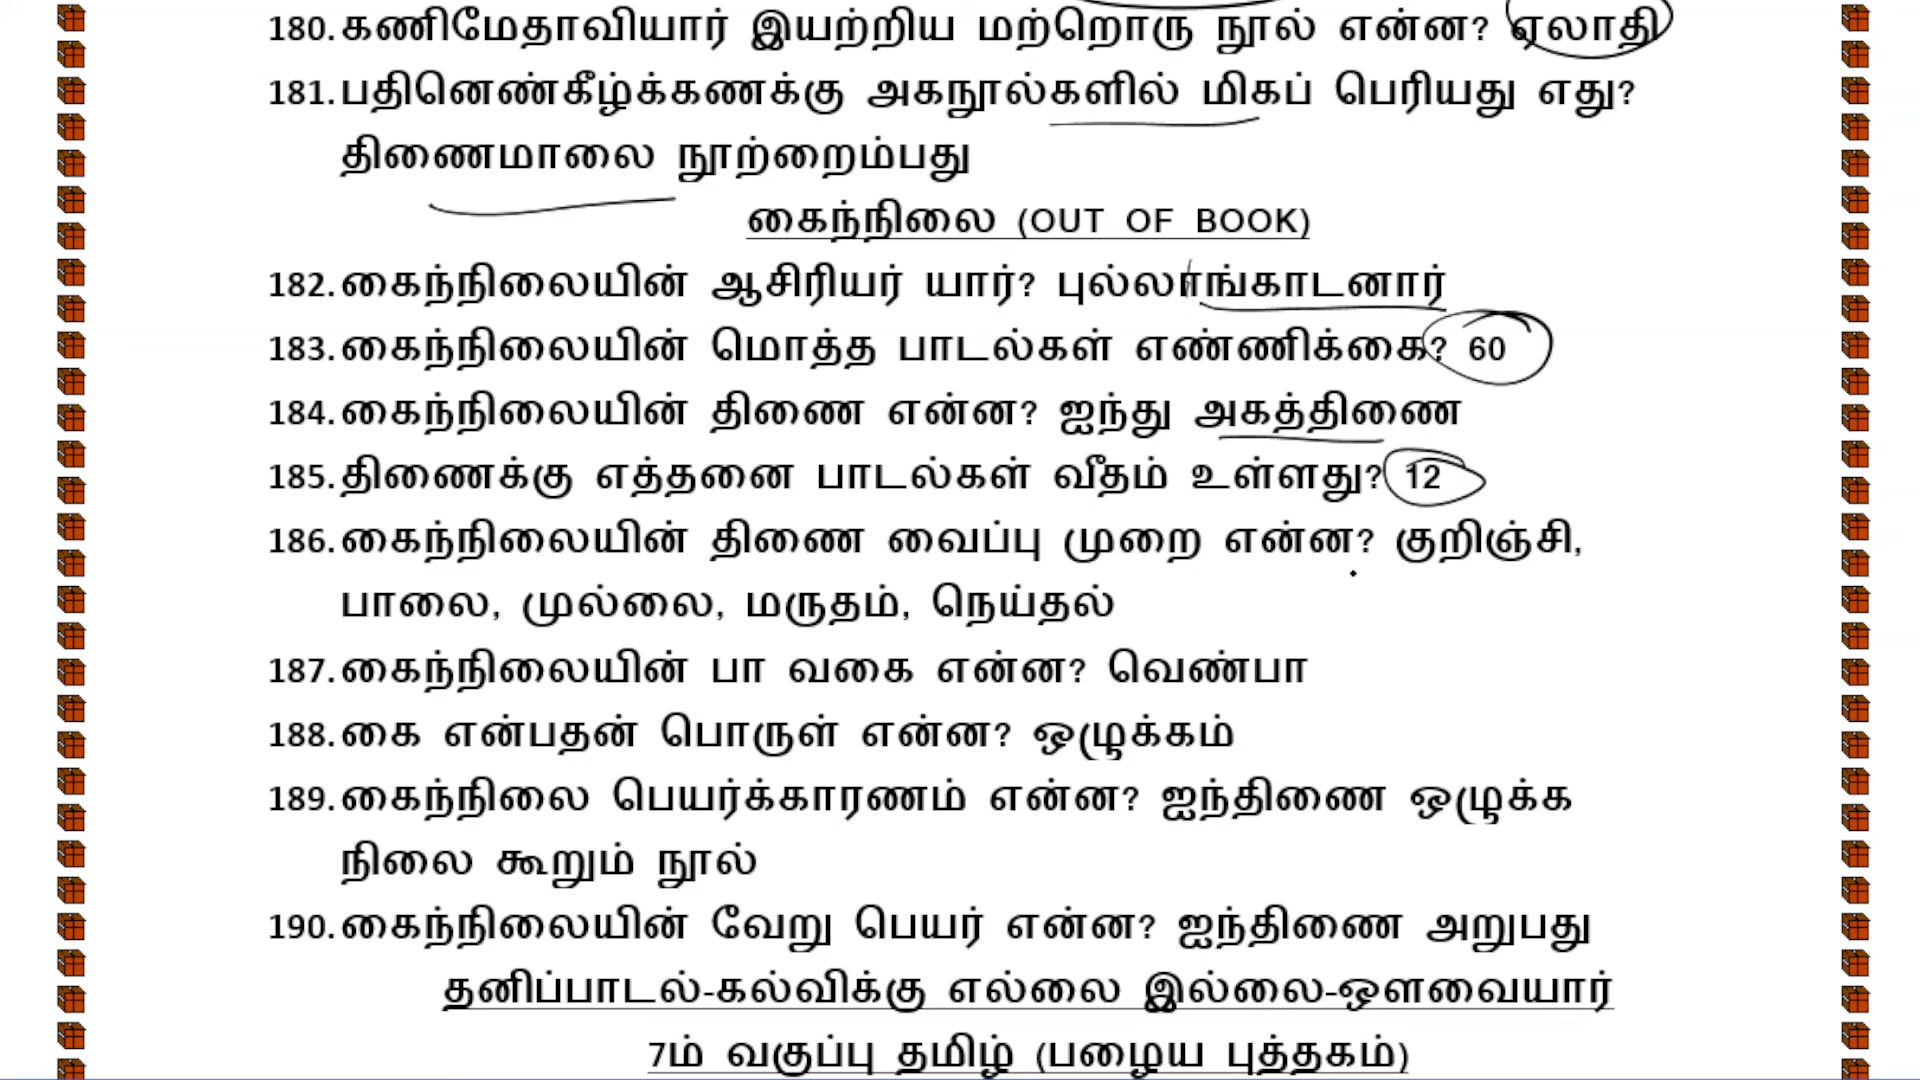 180. கணிமேதாவியார் இயற்றிய மற்றொரு நூல் என்ன? ஏலாதி
181. பதினெண்கீழ்க்கணக்கு அகநூல்களில் மிகப் பெரியது எது?
திணைமாலை நூற்றைம்பது
கைந்நிலை (OUT OF BOOK)
182. கைந்நிலையின் ஆசிரியர் யார்? புல்லாங்காடனார்
183. கைந்நிலையின் மொத்த பாடல்கள் எண்ணிக்கை? 60
184. கைந்நிலையின் திணை என்ன? ஐந்து அகத்திணை
185. திணைக்கு எத்தனை பாடல்கள் வீதம் உள்ளது? 12
186. கைந்நிலையின் திணை வைப்பு முறை என்ன? குறிஞ்சி,
பாலை, முல்லை, மருதம், நெய்தல்
187. கைந்நிலையின் பா வகை என்ன? வெண்பா
188. கை என்பதன் பொருள் என்ன? ஒழுக்கம்
189. கைந்நிலை பெயர்க்காரணம் என்ன? ஐந்திணை ஒழுக்க
நிலை கூறும் நூல்
190. கைந்நிலையின் வேறு பெயர் என்ன? ஐந்திணை அறுபது
தனிப்பாடல்-கல்விக்கு எல்லை இல்லை-ஔவையார்
7ம் வகுப்பு தமிழ் (பழைய புத்தகம்)